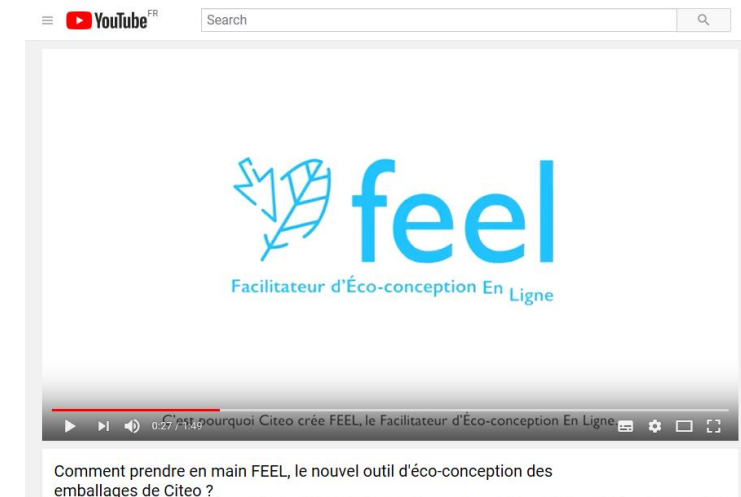 YouTube FR
Search
feel
Facilitateur d'Éco-conception En Ligne
C'est pourquoi Citeo crée FEEL, le Facilitateur d'Éco-conception En Ligne
0:27 / 1:49
Comment prendre en main FEEL, le nouvel outil d'éco-conception des
emballages de Citeo ?